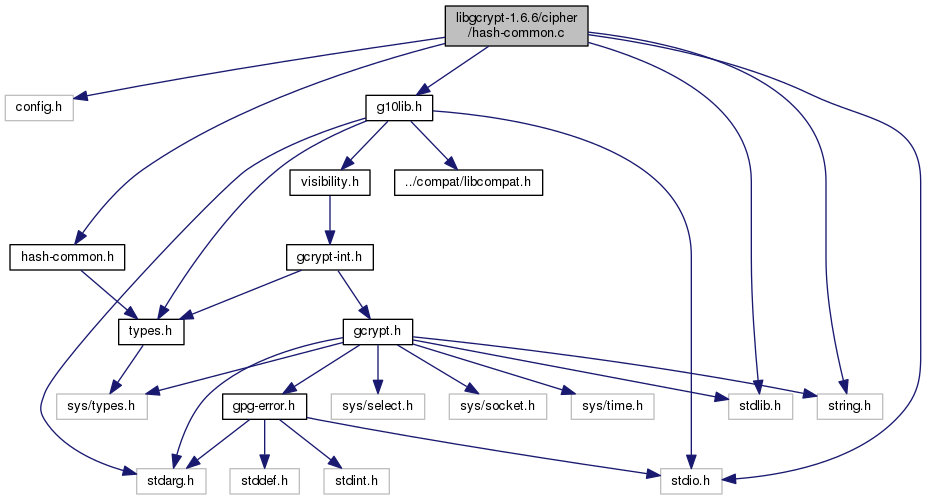 libgcrypt-1.6.6/cipher
/hash-common.c
config.h
g10lib.h
visibility.h
../compat/libcompat.h
hash-common.h
gcrypt-int.h
types.h
gcrypt.h
sys/types.h
gpg-error.h
sys/select.h
sys/socket.h
sys/time.h
stdlib.h
string.h
stdarg.h
stddef.h
stdint.h
stdio.h